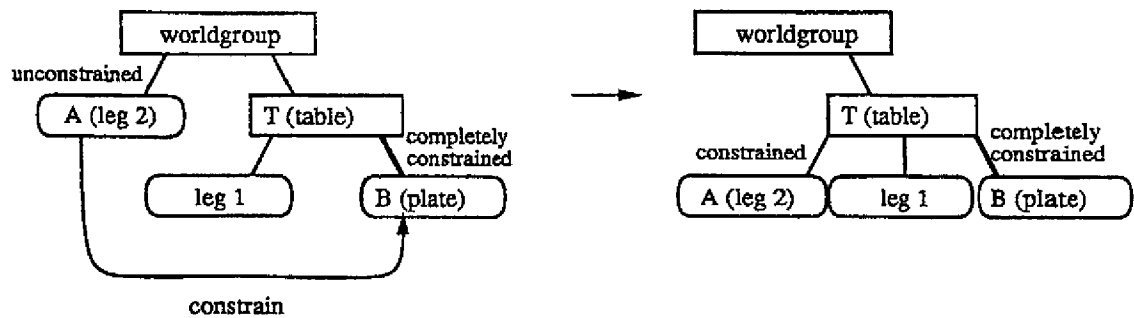 worldgroup
unconstrained
A (leg 2)
T (table)
completely
constrained
leg 1
B (plate)
constrain
worldgroup
T (table)
constrained
completely
constrained
A (leg 2)
leg 1
B (plate)